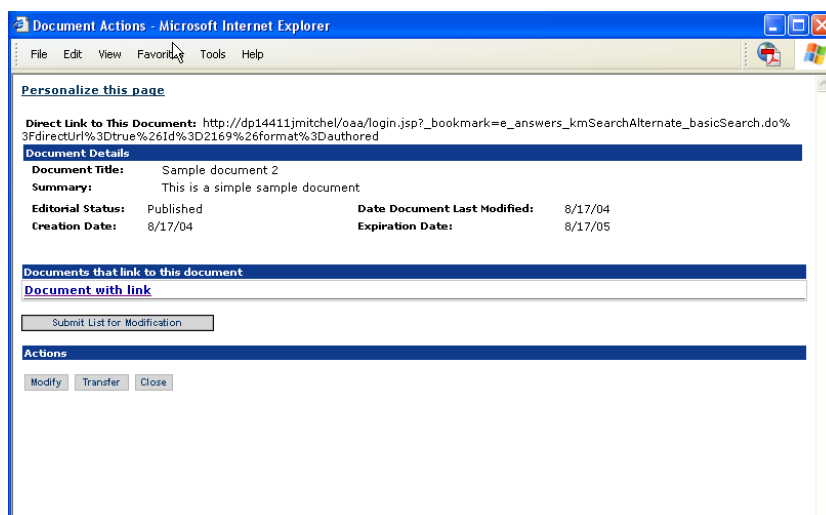 Document Actions - Microsoft Internet Explorer
File Edit View Favorites Tools Help
Personalize this page
Direct Link to This Document: http://dp14411jmitchel/oaa/login.jsp?_bookmark=e_answers_kmSearchAlternate_basicSearch.do%
3FdirectUrl%3Dtrue%26Id%3D2169%26format%3Dauthored
Document Details
Document Title: Sample document 2
Summary: This is a simple sample document
Editorial Status: Published Date Document Last Modified: 8/17/04
Creation Date: 8/17/04 Expiration Date: 8/17/05
Documents that link to this document
Document with link
Submit List for Modification
Actions
Modify Transfer Close